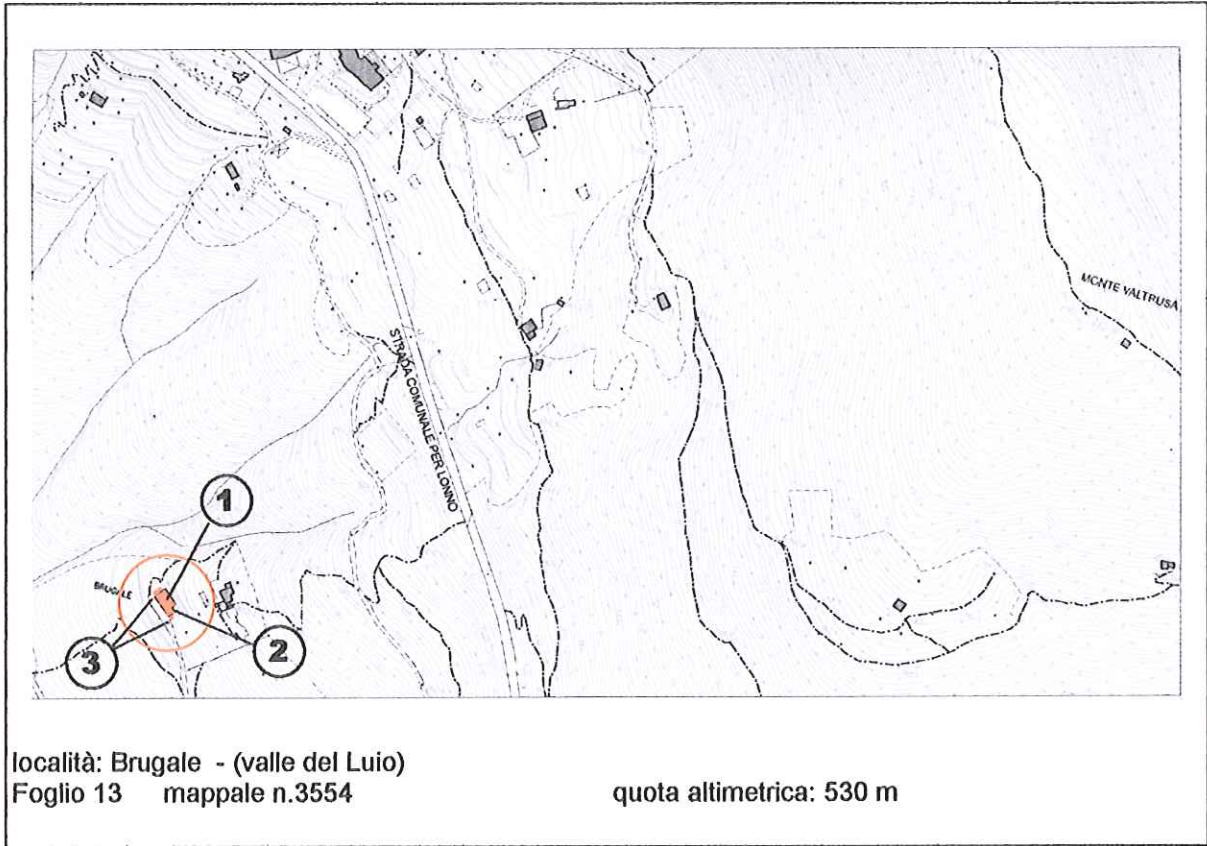 MONTE VALTRUSA
STRADA COMUNALE PER LONNO
1
BRUGALE
3
2
località: Brugale - (valle del Luio)
Foglio 13 mappale n.3554 quota altimetrica: 530 m